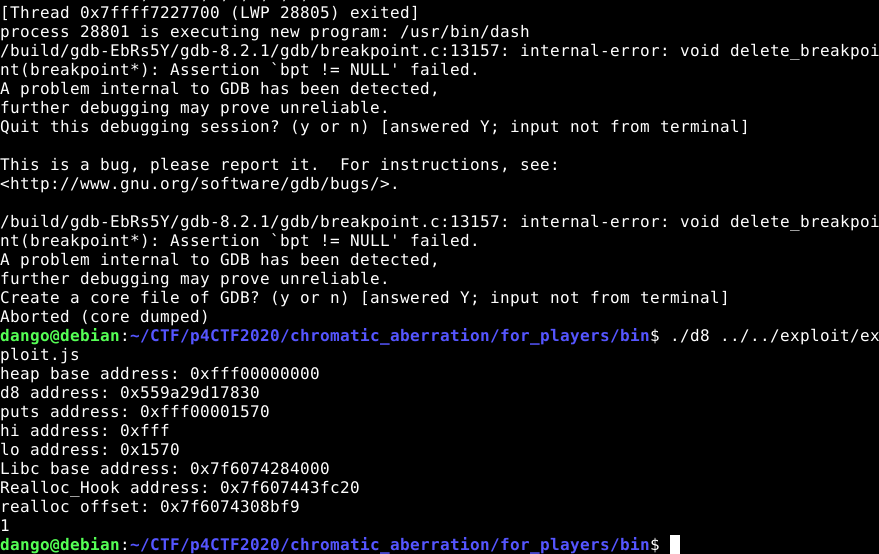 [Thread 0x7ffff7227700 (LWP 28805) exited]
process 28801 is executing new program: /usr/bin/dash
/build/gdb-EbRs5Y/gdb-8.2.1/gdb/breakpoint.c:13157: internal-error: void delete_breakpoi
nt(breakpoint*): Assertion `bpt != NULL' failed.
A problem internal to GDB has been detected,
further debugging may prove unreliable.
Quit this debugging session? (y or n) [answered Y; input not from terminal]

This is a bug, please report it.  For instructions, see:
<http://www.gnu.org/software/gdb/bugs/>.

/build/gdb-EbRs5Y/gdb-8.2.1/gdb/breakpoint.c:13157: internal-error: void delete_breakpoi
nt(breakpoint*): Assertion `bpt != NULL' failed.
A problem internal to GDB has been detected,
further debugging may prove unreliable.
Create a core file of GDB? (y or n) [answered Y; input not from terminal]
Aborted (core dumped)
dango@debian:~/CTF/p4CTF2020/chromatic_aberration/for_players/bin$ ./d8 ../../exploit/ex
ploit.js
heap base address: 0xfff00000000
d8 address: 0x559a29d17830
puts address: 0xfff00001570
hi address: 0xfff
lo address: 0x1570
Libc base address: 0x7f6074284000
Realloc_Hook address: 0x7f607443fc20
realloc offset: 0x7f6074308bf9
1
dango@debian:~/CTF/p4CTF2020/chromatic_aberration/for_players/bin$